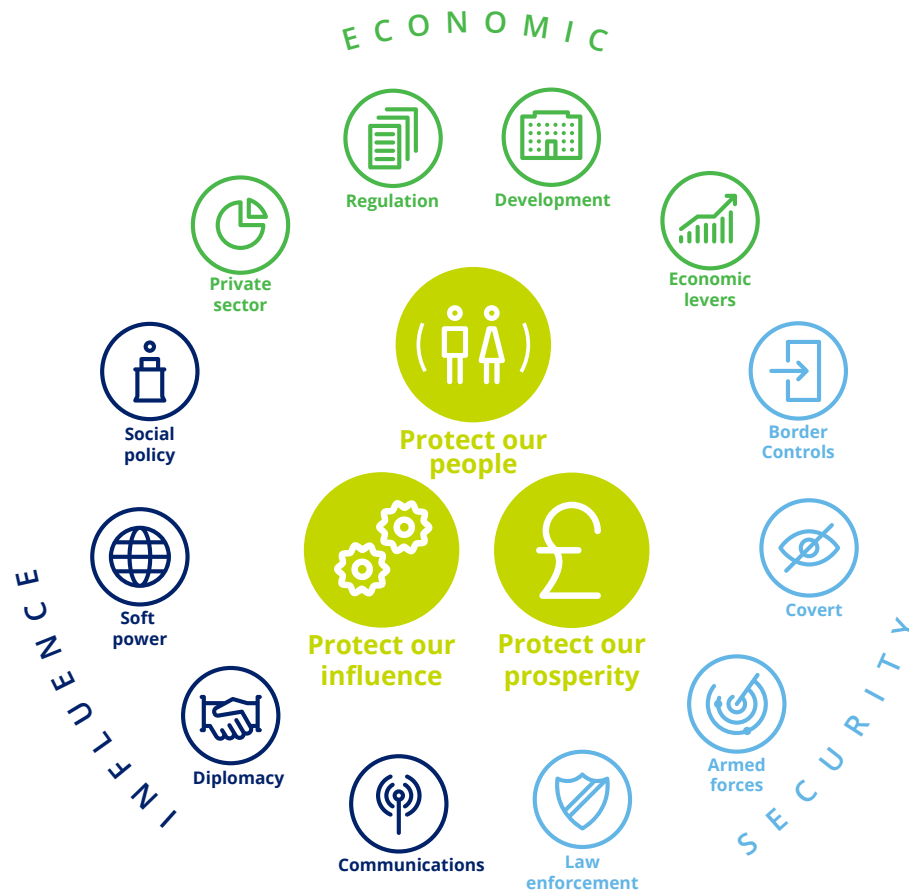 ECONOMIC
Regulation
Development
Private
sector
Economic
levers
Social
policy
Border
Controls
Protect our
people
Soft
power
Covert
INFLUENCE
SECURITY
Protect our
influence
Protect our
prosperity
Diplomacy
Armed
forces
Communications
Law
enforcement
£